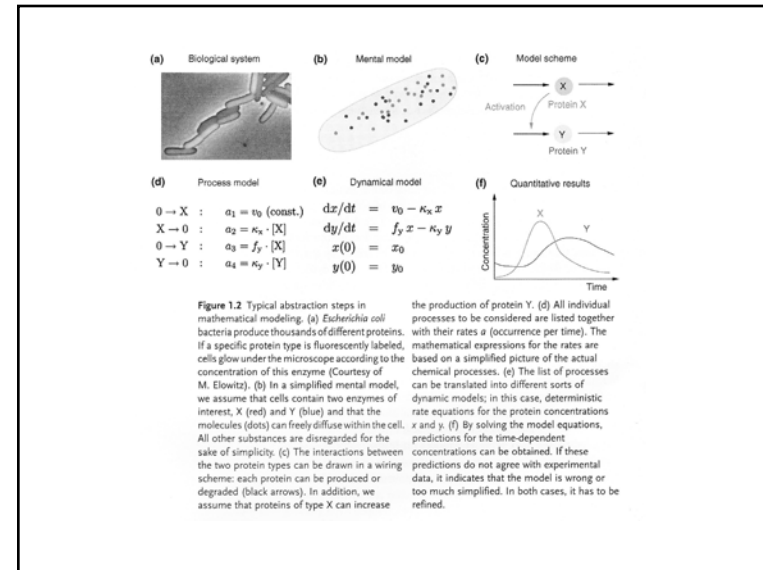 (a) Biological system
(b) Mental model
(c) Model scheme
X
Activation
Protein X
Y
Protein Y
(d) Process model
0 → X : a₁ = v₀ (const.)
X → 0 : a₂ = κₓ · [X]
0 → Y : a₃ = f_y · [X]
Y → 0 : a₄ = κ_y · [Y]
(e) Dynamical model
dx/dt = v₀ − κₓ x
dy/dt = f_y x − κ_y y
x(0) = x₀
y(0) = y₀
(f) Quantitative results
Concentration
X
Y
Time
Figure 1.2 Typical abstraction steps in
mathematical modeling. (a) Escherichia coli
bacteria produce thousands of different proteins.
If a specific protein type is fluorescently labeled,
cells glow under the microscope according to the
concentration of this enzyme (Courtesy of
M. Elowitz). (b) In a simplified mental model,
we assume that cells contain two enzymes of
interest, X (red) and Y (blue) and that the
molecules (dots) can freely diffuse within the cell.
All other substances are disregarded for the
sake of simplicity. (c) The interactions between
the two protein types can be drawn in a wiring
scheme: each protein can be produced or
degraded (black arrows). In addition, we
assume that proteins of type X can increase
the production of protein Y. (d) All individual
processes to be considered are listed together
with their rates a (occurrence per time). The
mathematical expressions for the rates are
based on a simplified picture of the actual
chemical processes. (e) The list of processes
can be translated into different sorts of
dynamic models; in this case, deterministic
rate equations for the protein concentrations
x and y. (f) By solving the model equations,
predictions for the time-dependent
concentrations can be obtained. If these
predictions do not agree with experimental
data, it indicates that the model is wrong or
too much simplified. In both cases, it has to be
refined.